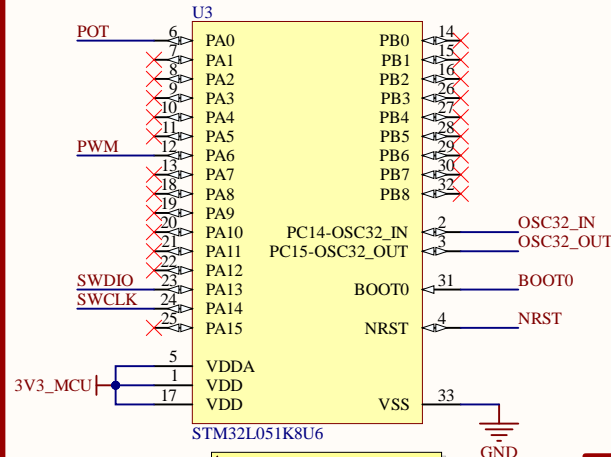 U3
POT 6 PA0 PB0 14
7 PA1 PB1 15
8 PA2 PB2 16
9 PA3 PB3 26
10 PA4 PB4 27
11 PA5 PB5 28
PWM 12 PA6 PB6 29
13 PA7 PB7 30
18 PA8 PB8 32
19 PA9
20 PA10 PC14-OSC32_IN 2 OSC32_IN
21 PA11 PC15-OSC32_OUT 3 OSC32_OUT
22 PA12
SWDIO 23 PA13 BOOT0 31 BOOT0
SWCLK 24 PA14
25 PA15 NRST 4 NRST
5 VDDA
3V3_MCU 1 VDD
17 VDD VSS 33
STM32L051K8U6
GND